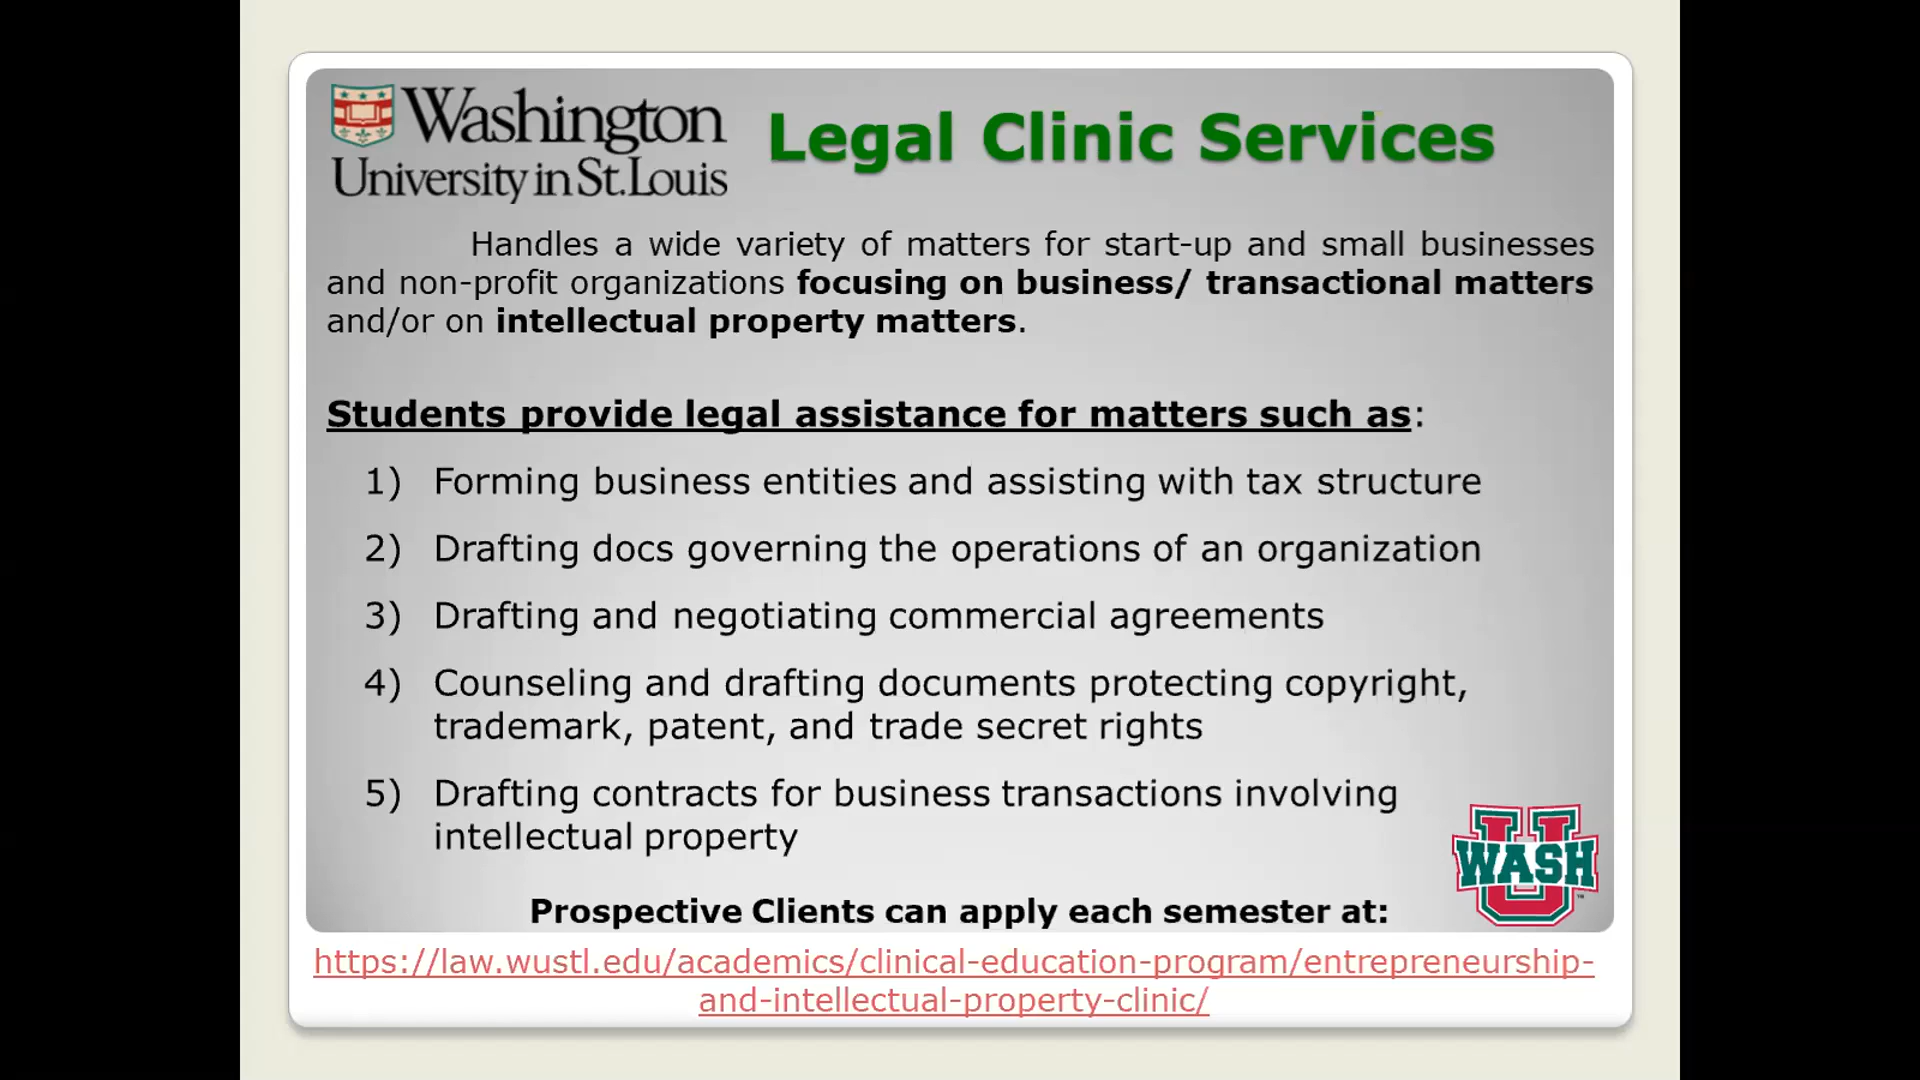 Washington
University in St. Louis
Legal Clinic Services
Handles a wide variety of matters for start-up and small businesses
and non-profit organizations focusing on business/ transactional matters
and/or on intellectual property matters.
Students provide legal assistance for matters such as:
1) Forming business entities and assisting with tax structure
2) Drafting docs governing the operations of an organization
3) Drafting and negotiating commercial agreements
4) Counseling and drafting documents protecting copyright,
trademark, patent, and trade secret rights
5) Drafting contracts for business transactions involving
intellectual property
U
WASH
™
Prospective Clients can apply each semester at:
https://law.wustl.edu/academics/clinical-education-program/entrepreneurship-
and-intellectual-property-clinic/